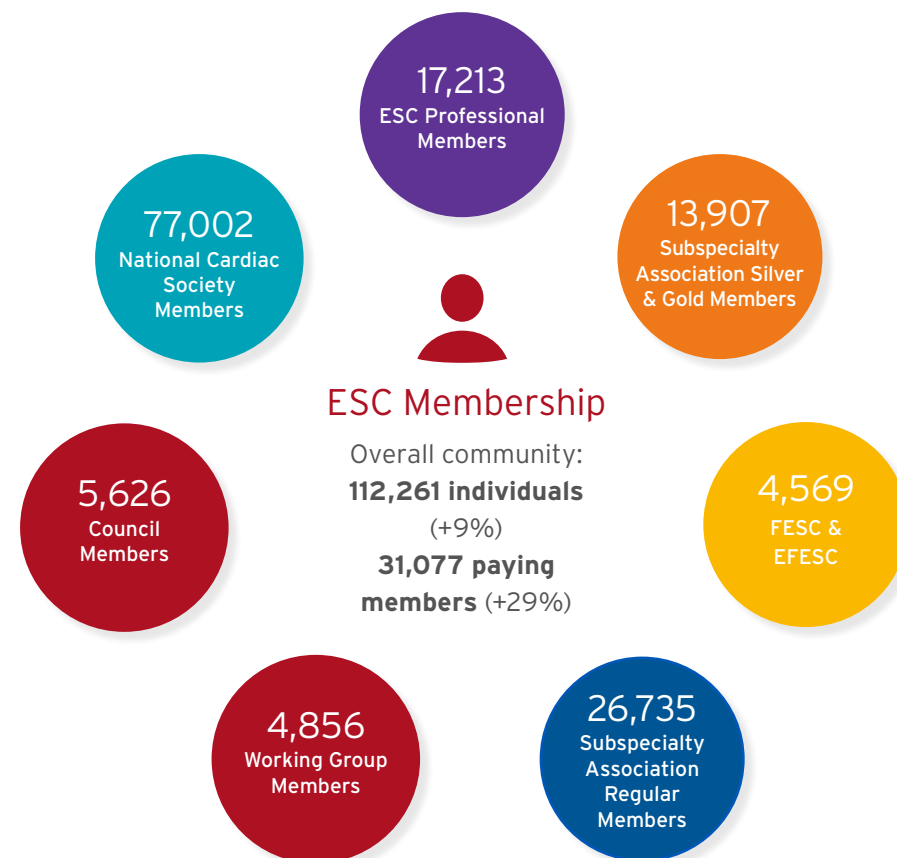 17,213
ESC Professional
Members
77,002
National Cardiac
Society
Members
13,907
Subspecialty
Association Silver
& Gold Members
ESC Membership
Overall community:
112,261 individuals
(+9%)
31,077 paying
members (+29%)
5,626
Council
Members
4,569
FESC &
EFESC
4,856
Working Group
Members
26,735
Subspecialty
Association
Regular
Members